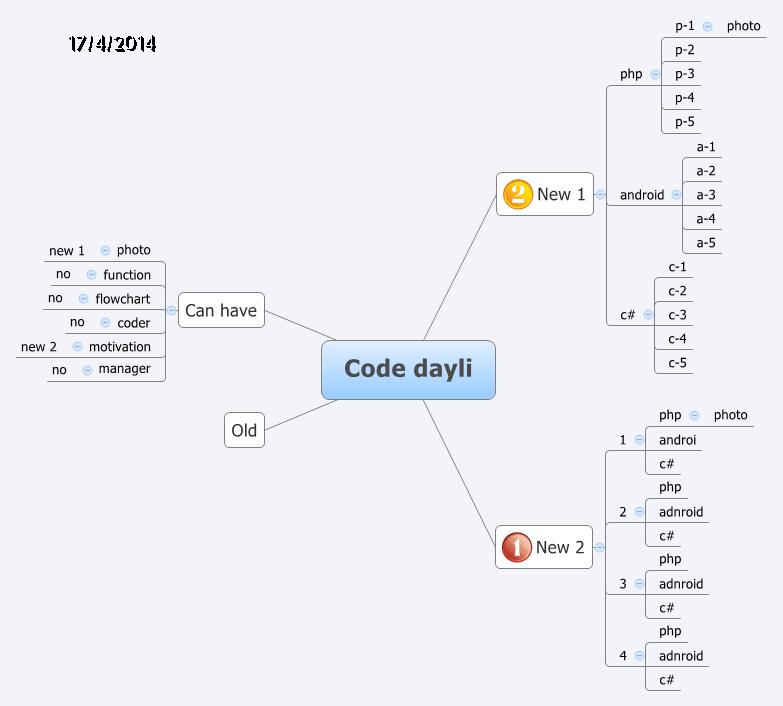 17/4/2014
Code dayli
2 New 1
php
p-1 photo
p-2
p-3
p-4
p-5
android
a-1
a-2
a-3
a-4
a-5
c#
c-1
c-2
c-3
c-4
c-5
1 New 2
1
php photo
androi
c#
2
php
adnroid
c#
3
php
adnroid
c#
4
php
adnroid
c#
Can have
new 1 photo
no function
no flowchart
no coder
new 2 motivation
no manager
Old